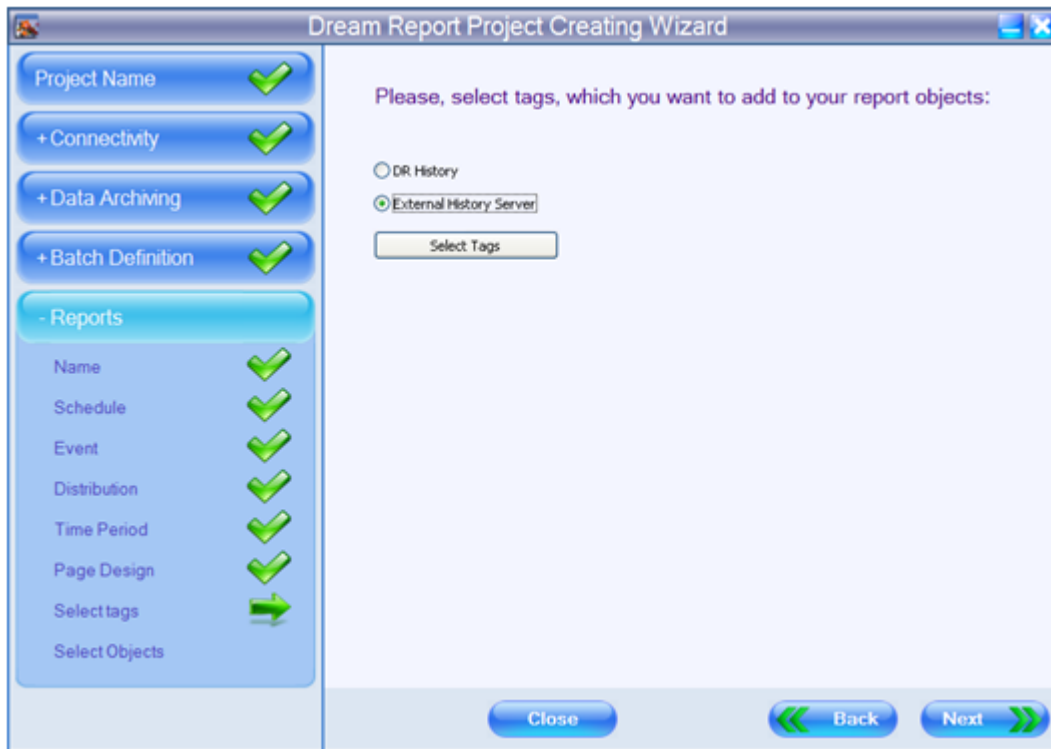 Dream Report Project Creating Wizard
Project Name
+Connectivity
+Data Archiving
+Batch Definition
- Reports
Name
Schedule
Event
Distribution
Time Period
Page Design
Select tags
Select Objects
Please, select tags, which you want to add to your report objects:
DR History
External History Server
Select Tags
Close
Back
Next